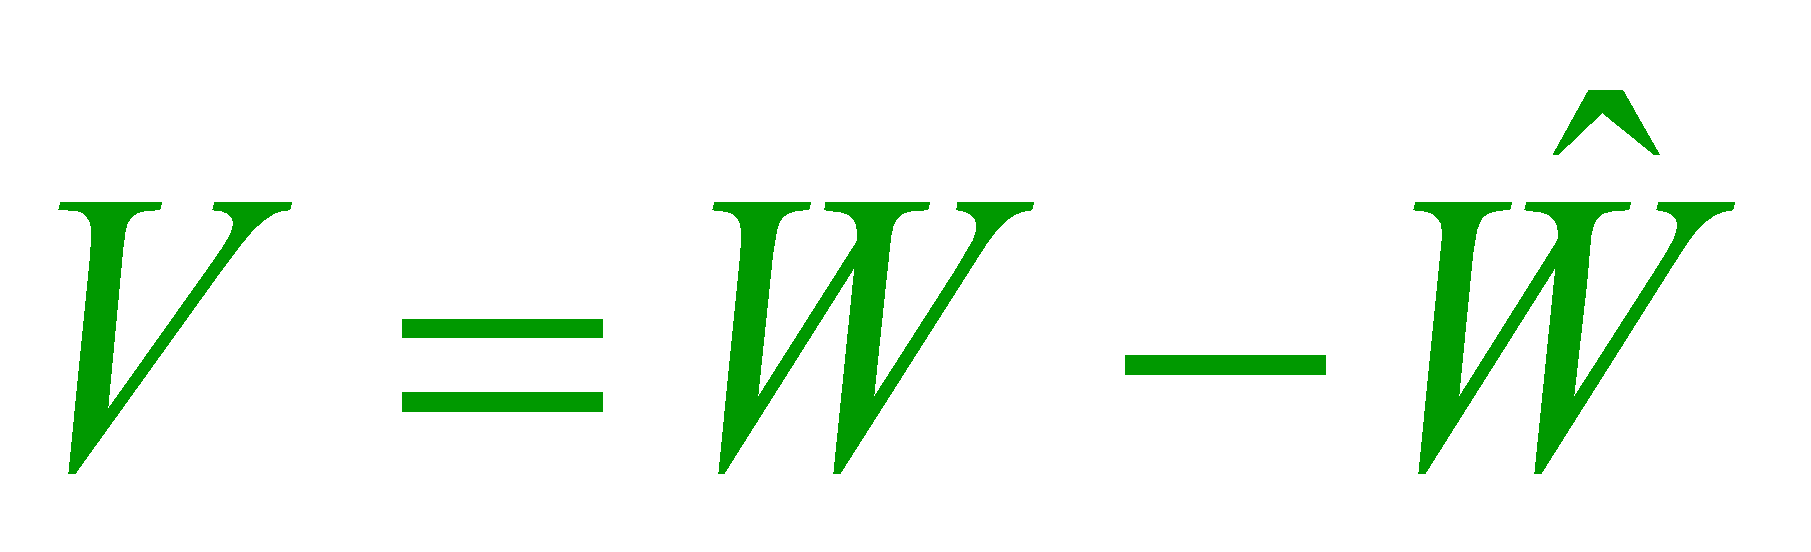 V = W − Ŵ